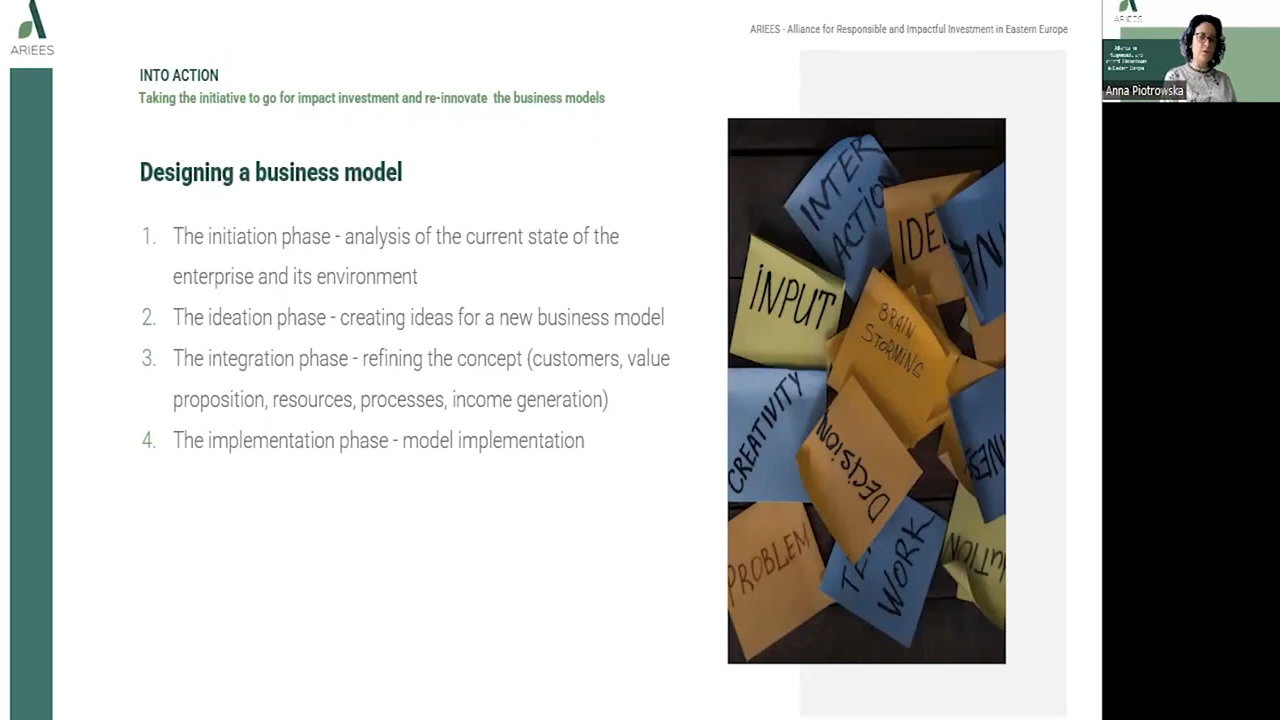 ARIEES
ARIEES - Alliance for Responsible and Impactful Investment in Eastern Europe
INTO ACTION
Taking the initiative to go for impact investment and re-innovate the business models
Designing a business model
1. The initiation phase - analysis of the current state of the
enterprise and its environment
2. The ideation phase - creating ideas for a new business model
3. The integration phase - refining the concept (customers, value
proposition, resources, processes, income generation)
4. The implementation phase - model implementation
INTER
ACTION
INPUT
BRAIN
STORMING
CREATIVITY
DECISION
PROBLEM
WORK
ARIEES
Anna Piotrowska